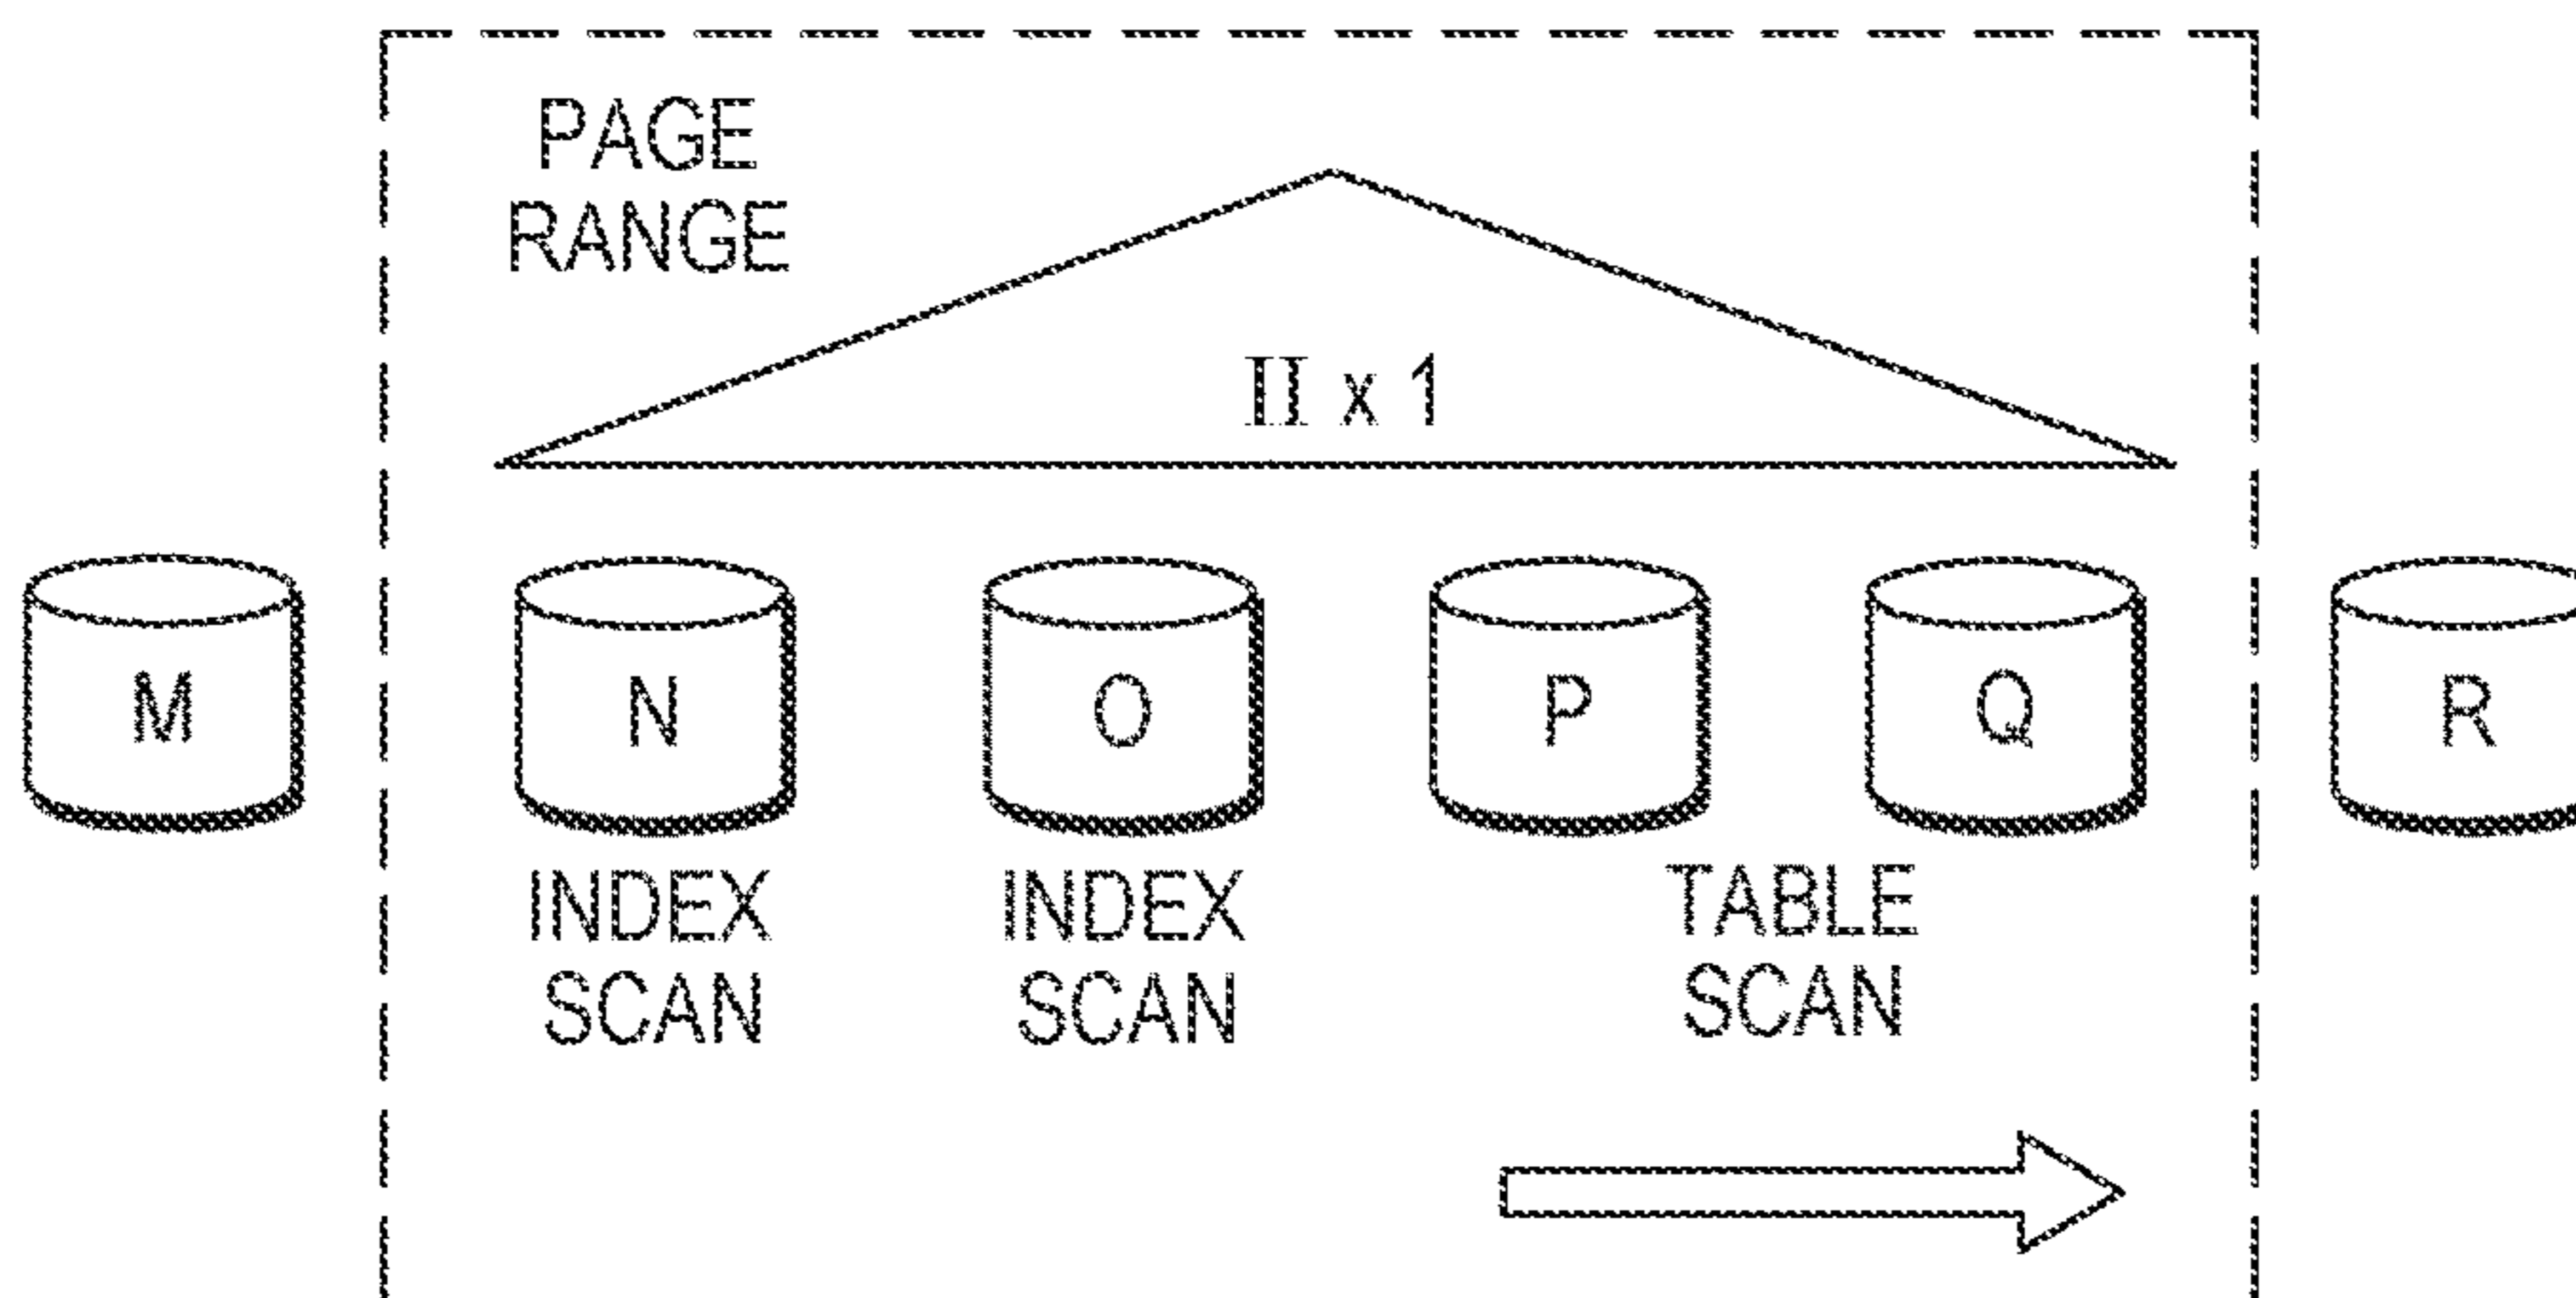 PAGE
RANGE
II x 1
M N O P Q R
INDEX INDEX TABLE
SCAN SCAN SCAN